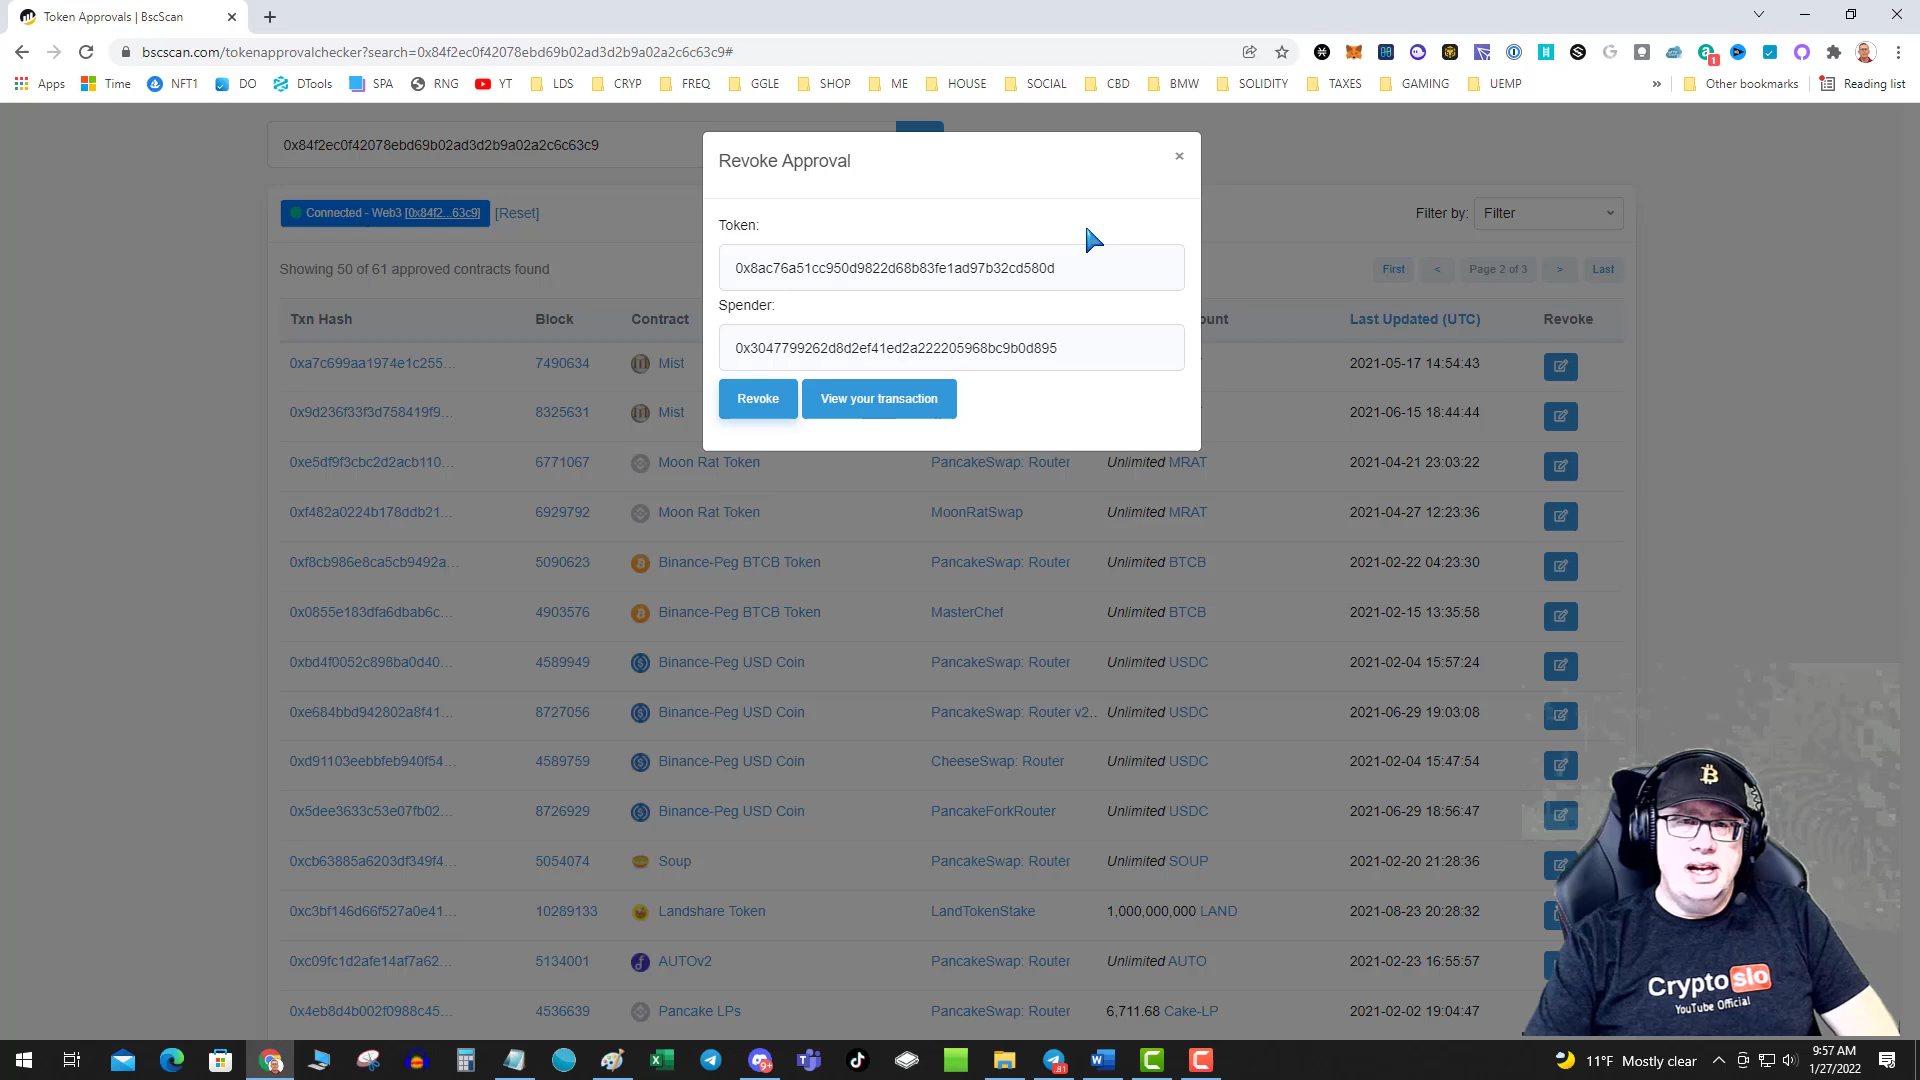 Token Approvals | BscScan
bscscan.com/tokenapprovalchecker?search=0x84f2ec0f42078ebd69b02ad3d2b9a02a2c6c63c9#
Apps Time NFT1 DO DTools SPA RNG YT LDS CRYP FREQ GGLE SHOP ME HOUSE SOCIAL CBD BMW SOLIDITY TAXES GAMING UEMP » Other bookmarks Reading list
0x84f2ec0f42078ebd69b02ad3d2b9a02a2c6c63c9
Revoke Approval
×
Connected - Web3 [0x84f2...63c9] [Reset]
Filter by: Filter
Token:
0x8ac76a51cc950d9822d68b83fe1ad97b32cd580d
Showing 50 of 61 approved contracts found
First < Page 2 of 3 > Last
Spender:
0x3047799262d8d2ef41ed2a222205968bc9b0d895
Revoke View your transaction
Txn Hash Block Contract Last Updated (UTC) Revoke
0xa7c699aa1974e1c255... 7490634 Mist 2021-05-17 14:54:43
0x9d236f33f3d758419f9... 8325631 Mist 2021-06-15 18:44:44
0xe5df9f3cbc2d2acb110... 6771067 Moon Rat Token PancakeSwap: Router Unlimited MRAT 2021-04-21 23:03:22
0xf482a0224b178ddb21... 6929792 Moon Rat Token MoonRatSwap Unlimited MRAT 2021-04-27 12:23:36
0xf8cb986e8ca5cb9492a... 5090623 Binance-Peg BTCB Token PancakeSwap: Router Unlimited BTCB 2021-02-22 04:23:30
0x0855e183dfa6dbab6c... 4903576 Binance-Peg BTCB Token MasterChef Unlimited BTCB 2021-02-15 13:35:58
0xbd4f0052c898ba0d40... 4589949 Binance-Peg USD Coin PancakeSwap: Router Unlimited USDC 2021-02-04 15:57:24
0xe684bbd942802a8f41... 8727056 Binance-Peg USD Coin PancakeSwap: Router v2... Unlimited USDC 2021-06-29 19:03:08
0xd91103eebbfeb940f54... 4589759 Binance-Peg USD Coin CheeseSwap: Router Unlimited USDC 2021-02-04 15:47:54
0x5dee3633c53e07fb02... 8726929 Binance-Peg USD Coin PancakeForkRouter Unlimited USDC 2021-06-29 18:56:47
0xcb63885a6203df349f4... 5054074 Soup PancakeSwap: Router Unlimited SOUP 2021-02-20 21:28:36
0xc3bf146d66f527a0e41... 10289133 Landshare Token LandTokenStake 1,000,000,000 LAND 2021-08-23 20:28:32
0xc09fc1d2afe14af7a62... 5134001 AUTOv2 PancakeSwap: Router Unlimited AUTO 2021-02-23 16:55:57
0x4eb8d4b002f0988c45... 4536639 Pancake LPs PancakeSwap: Router 6,711.68 Cake-LP 2021-02-02 19:04:47
Cryptoslo
YouTube Official
11°F Mostly clear
9:57 AM
1/27/2022